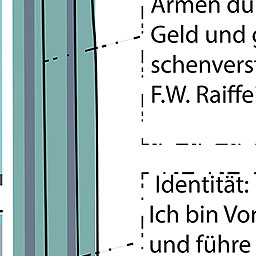 Armen du
Geld und g
schenverst
F.W. Raiffe
Identität:
Ich bin Vor
und führe